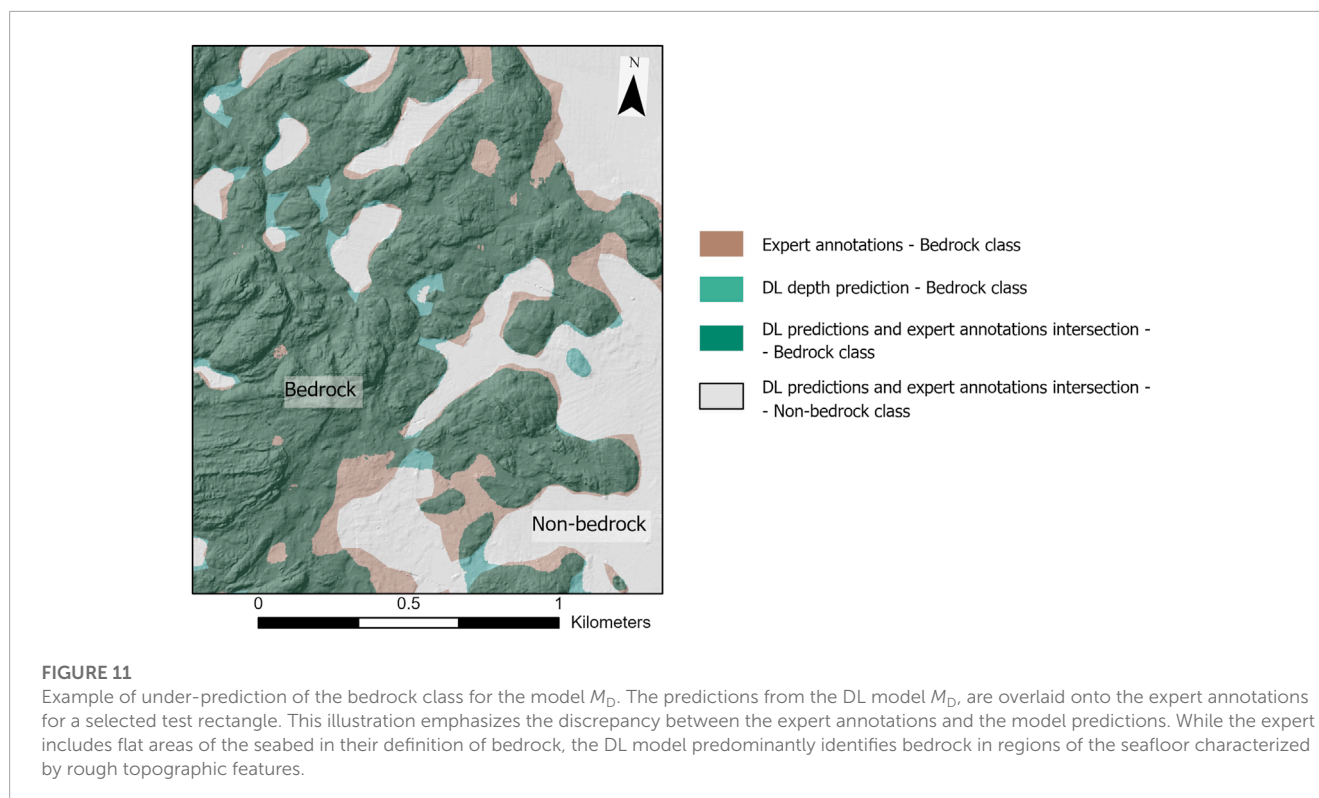 N
Bedrock
Non-bedrock
0 0.5 1
Kilometers
Expert annotations - Bedrock class
DL depth prediction - Bedrock class
DL predictions and expert annotations intersection -
- Bedrock class
DL predictions and expert annotations intersection -
- Non-bedrock class
FIGURE 11
Example of under-prediction of the bedrock class for the model M_D. The predictions from the DL model M_D, are overlaid onto the expert annotations
for a selected test rectangle. This illustration emphasizes the discrepancy between the expert annotations and the model predictions. While the expert
includes flat areas of the seabed in their definition of bedrock, the DL model predominantly identifies bedrock in regions of the seafloor characterized
by rough topographic features.